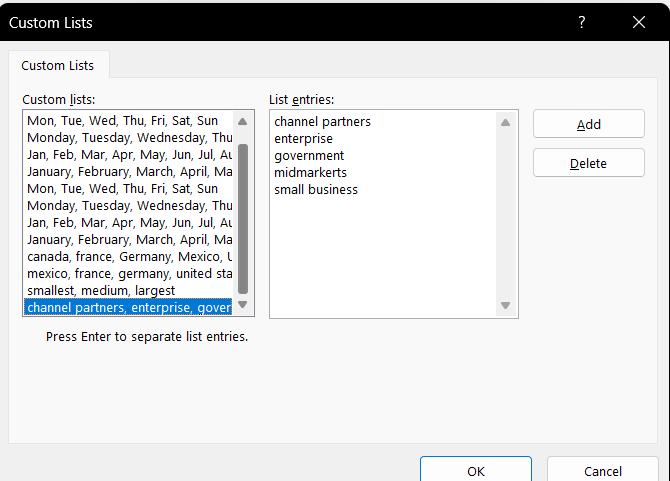 Custom Lists
?
Custom Lists
Custom lists:
Mon, Tue, Wed, Thu, Fri, Sat, Sun
Monday, Tuesday, Wednesday, Thu
Jan, Feb, Mar, Apr, May, Jun, Jul, Au
January, February, March, April, Ma
Mon, Tue, Wed, Thu, Fri, Sat, Sun
Monday, Tuesday, Wednesday, Thu
Jan, Feb, Mar, Apr, May, Jun, Jul, Au
January, February, March, April, Ma
canada, france, Germany, Mexico, U
mexico, france, germany, united sta
smallest, medium, largest
channel partners, enterprise, gover
List entries:
channel partners
enterprise
government
midmarkerts
small business
Add
Delete
Press Enter to separate list entries.
OK
Cancel